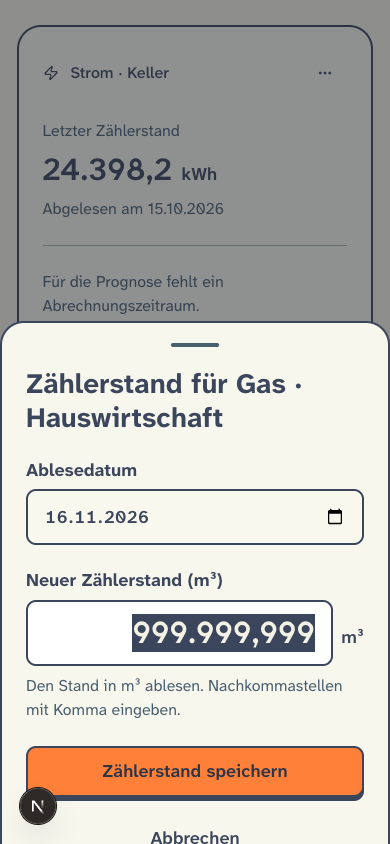 Strom · Keller
···
Letzter Zählerstand
24.398,2 kWh
Abgelesen am 15.10.2026
Für die Prognose fehlt ein
Abrechnungszeitraum.
Zählerstand für Gas ·
Hauswirtschaft
Ablesedatum
16.11.2026
Neuer Zählerstand (m³)
999.999,999 m³
Den Stand in m³ ablesen. Nachkommastellen
mit Komma eingeben.
Zählerstand speichern
N
Abbrechen